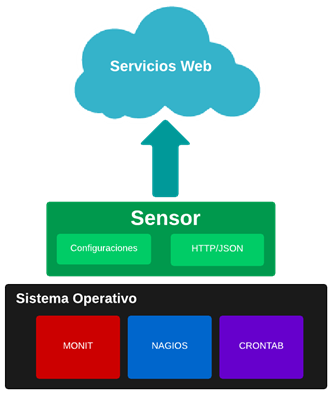 Servicios Web
Sensor
Configuraciones
HTTP/JSON
Sistema Operativo
MONIT
NAGIOS
CRONTAB